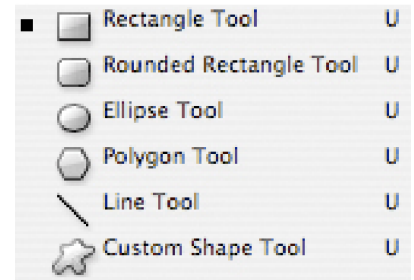 Rectangle Tool U
Rounded Rectangle Tool U
Ellipse Tool U
Polygon Tool U
Line Tool U
Custom Shape Tool U